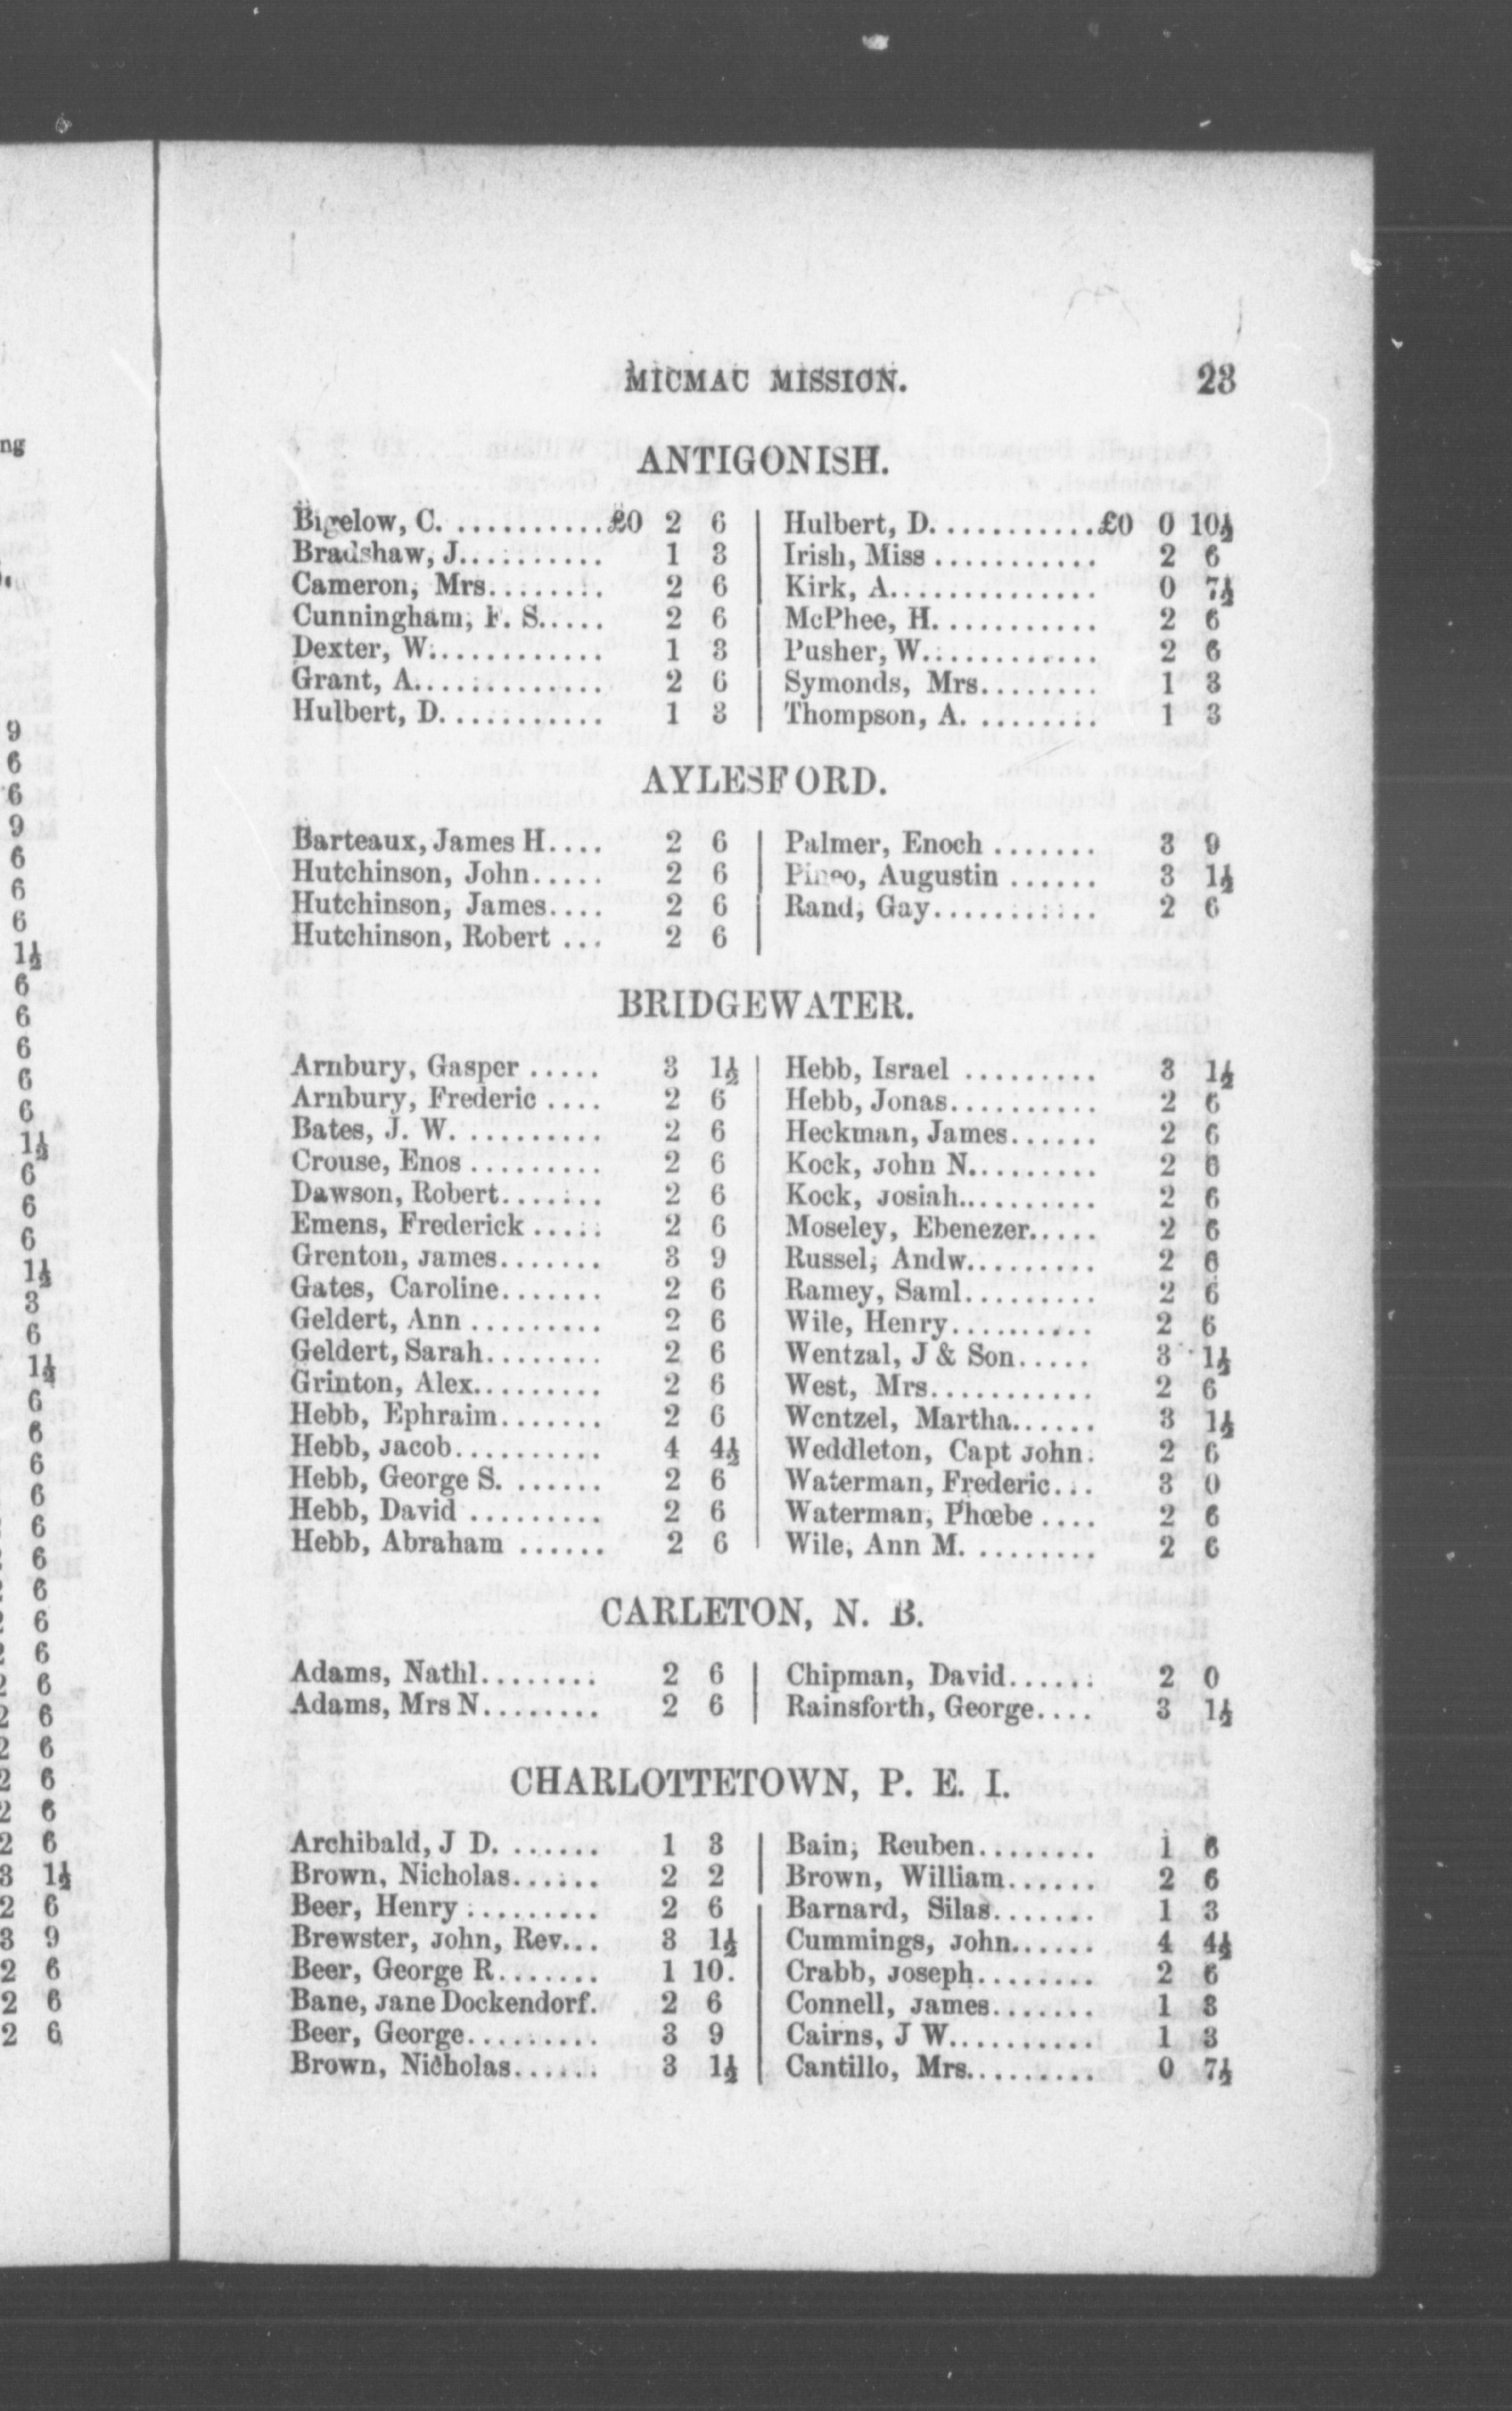 MICMAC MISSION. 23
ANTIGONISH.
Bigelow, C. ...........£0 2 6
Bradshaw, J........... 1 3
Cameron, Mrs........ 2 6
Cunningham, F. S..... 2 6
Dexter, W............. 1 3
Grant, A.............. 2 6
Hulbert, D. ........... 1 3
Hulbert, D. ...........£0 0 10½
Irish, Miss ........... 2 6
Kirk, A............... 0 7½
McPhee, H. ........... 2 6
Pusher, W............. 2 6
Symonds, Mrs........ 1 3
Thompson, A. ........ 1 3
AYLESFORD.
Barteaux, James H.... 2 6
Hutchinson, John..... 2 6
Hutchinson, James.... 2 6
Hutchinson, Robert ... 2 6
Palmer, Enoch ....... 3 9
Pineo, Augustin ...... 3 1½
Rand, Gay........... 2 6
BRIDGEWATER.
Arnbury, Gasper ..... 3 1½
Arnbury, Frederic .... 2 6
Bates, J. W. ......... 2 6
Crouse, Enos ......... 2 6
Dawson, Robert....... 2 6
Emens, Frederick ..... 2 6
Grenton, James....... 3 9
Gates, Caroline....... 2 6
Geldert, Ann ......... 2 6
Geldert, Sarah........ 2 6
Grinton, Alex......... 2 6
Hebb, Ephraim....... 2 6
Hebb, Jacob.......... 4 4½
Hebb, George S. ...... 2 6
Hebb, David ......... 2 6
Hebb, Abraham ...... 2 6
Hebb, Israel ......... 3 1½
Hebb, Jonas.......... 2 6
Heckman, James...... 2 6
Kock, John N......... 2 6
Kock, Josiah.......... 2 6
Moseley, Ebenezer..... 2 6
Russel, Andw......... 2 6
Ramey, Saml......... 2 6
Wile, Henry.......... 2 6
Wentzal, J & Son..... 3 1½
West, Mrs........... 2 6
Wentzel, Martha...... 3 1½
Weddleton, Capt John. 2 6
Waterman, Frederic... 3 0
Waterman, Phœbe .... 2 6
Wile, Ann M. ........ 2 6
CARLETON, N. B.
Adams, Nathl........ 2 6
Adams, Mrs N........ 2 6
Chipman, David...... 2 0
Rainsforth, George.... 3 1½
CHARLOTTETOWN, P. E. I.
Archibald, J D. ...... 1 3
Brown, Nicholas...... 2 2
Beer, Henry ......... 2 6
Brewster, John, Rev... 3 1½
Beer, George R....... 1 10.
Bane, Jane Dockendorf. 2 6
Beer, George......... 3 9
Brown, Nicholas...... 3 1½
Bain, Reuben........ 1 6
Brown, William...... 2 6
Barnard, Silas....... 1 3
Cummings, John...... 4 4½
Crabb, Joseph........ 2 6
Connell, James....... 1 3
Cairns, J W.......... 1 3
Cantillo, Mrs......... 0 7½